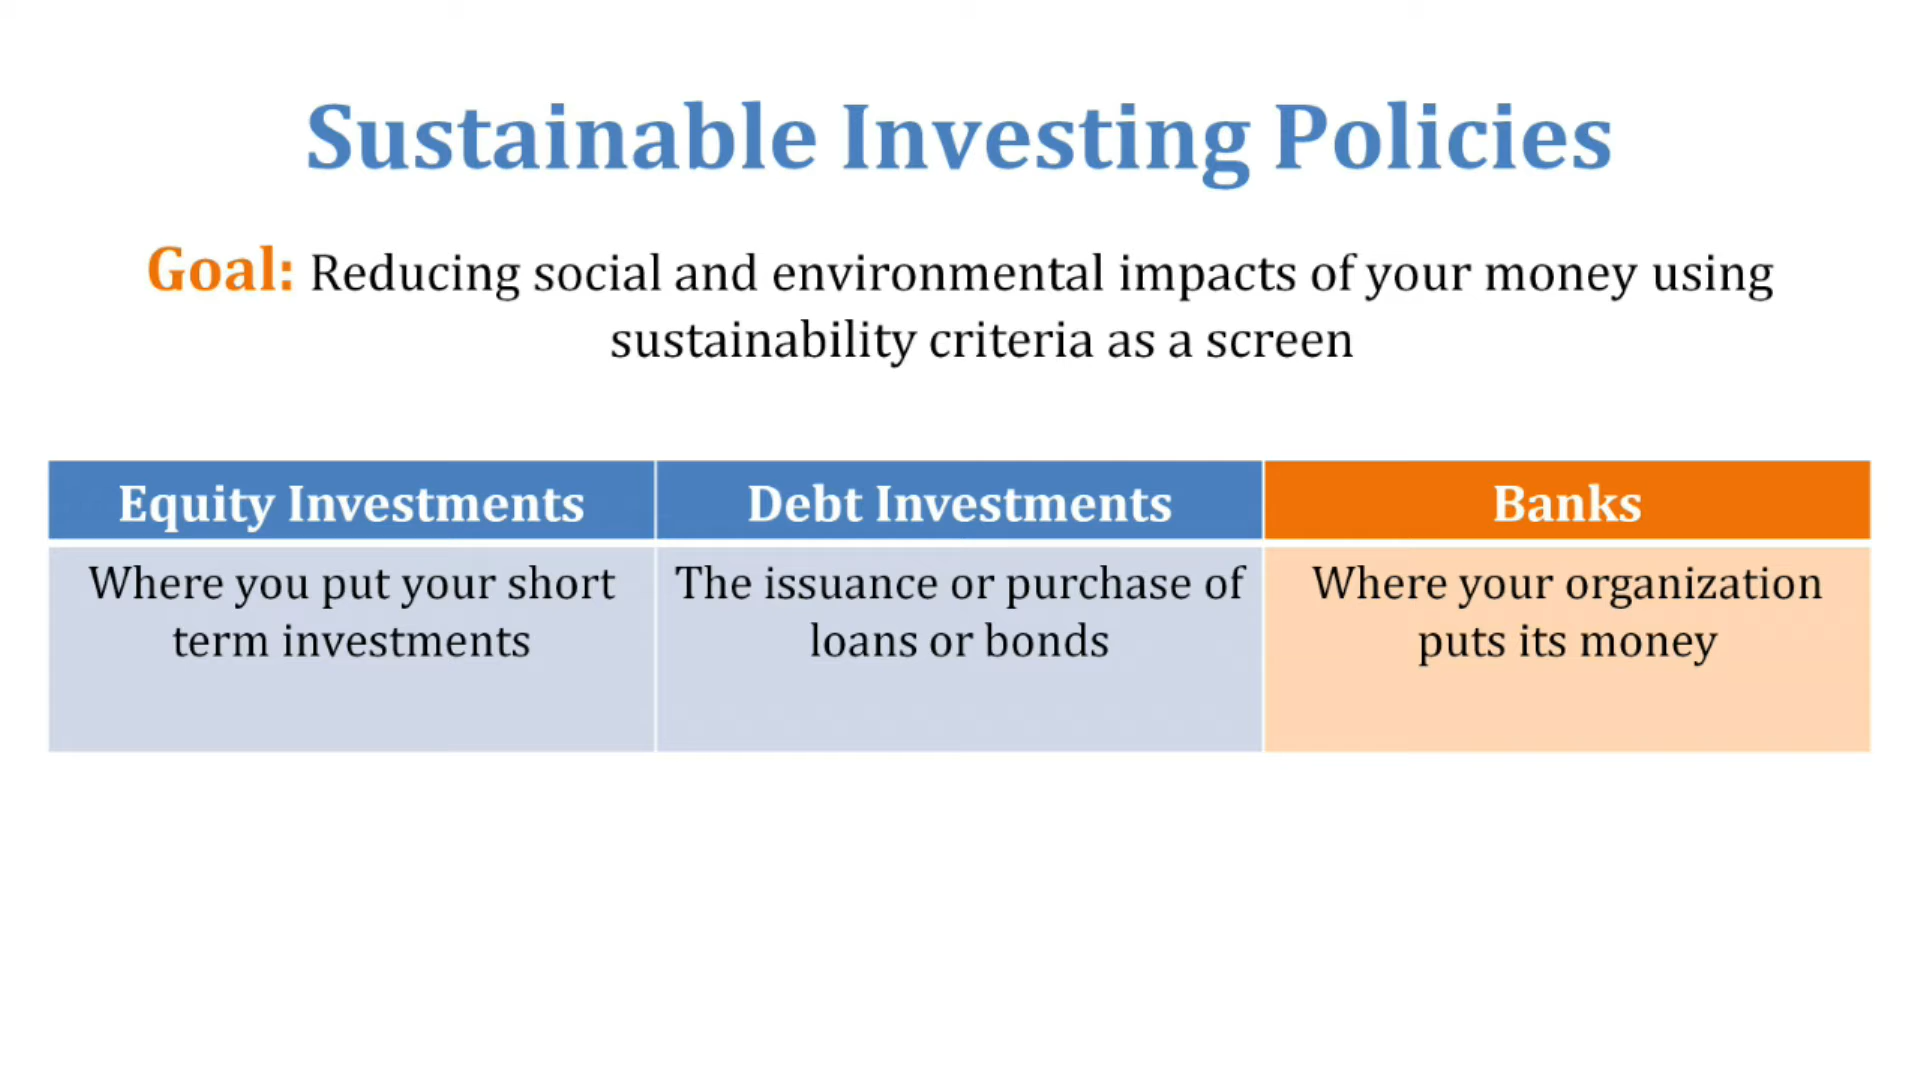 Sustainable Investing Policies
Goal: Reducing social and environmental impacts of your money using
sustainability criteria as a screen
Equity Investments
Where you put your short
term investments
Debt Investments
The issuance or purchase of
loans or bonds
Banks
Where your organization
puts its money